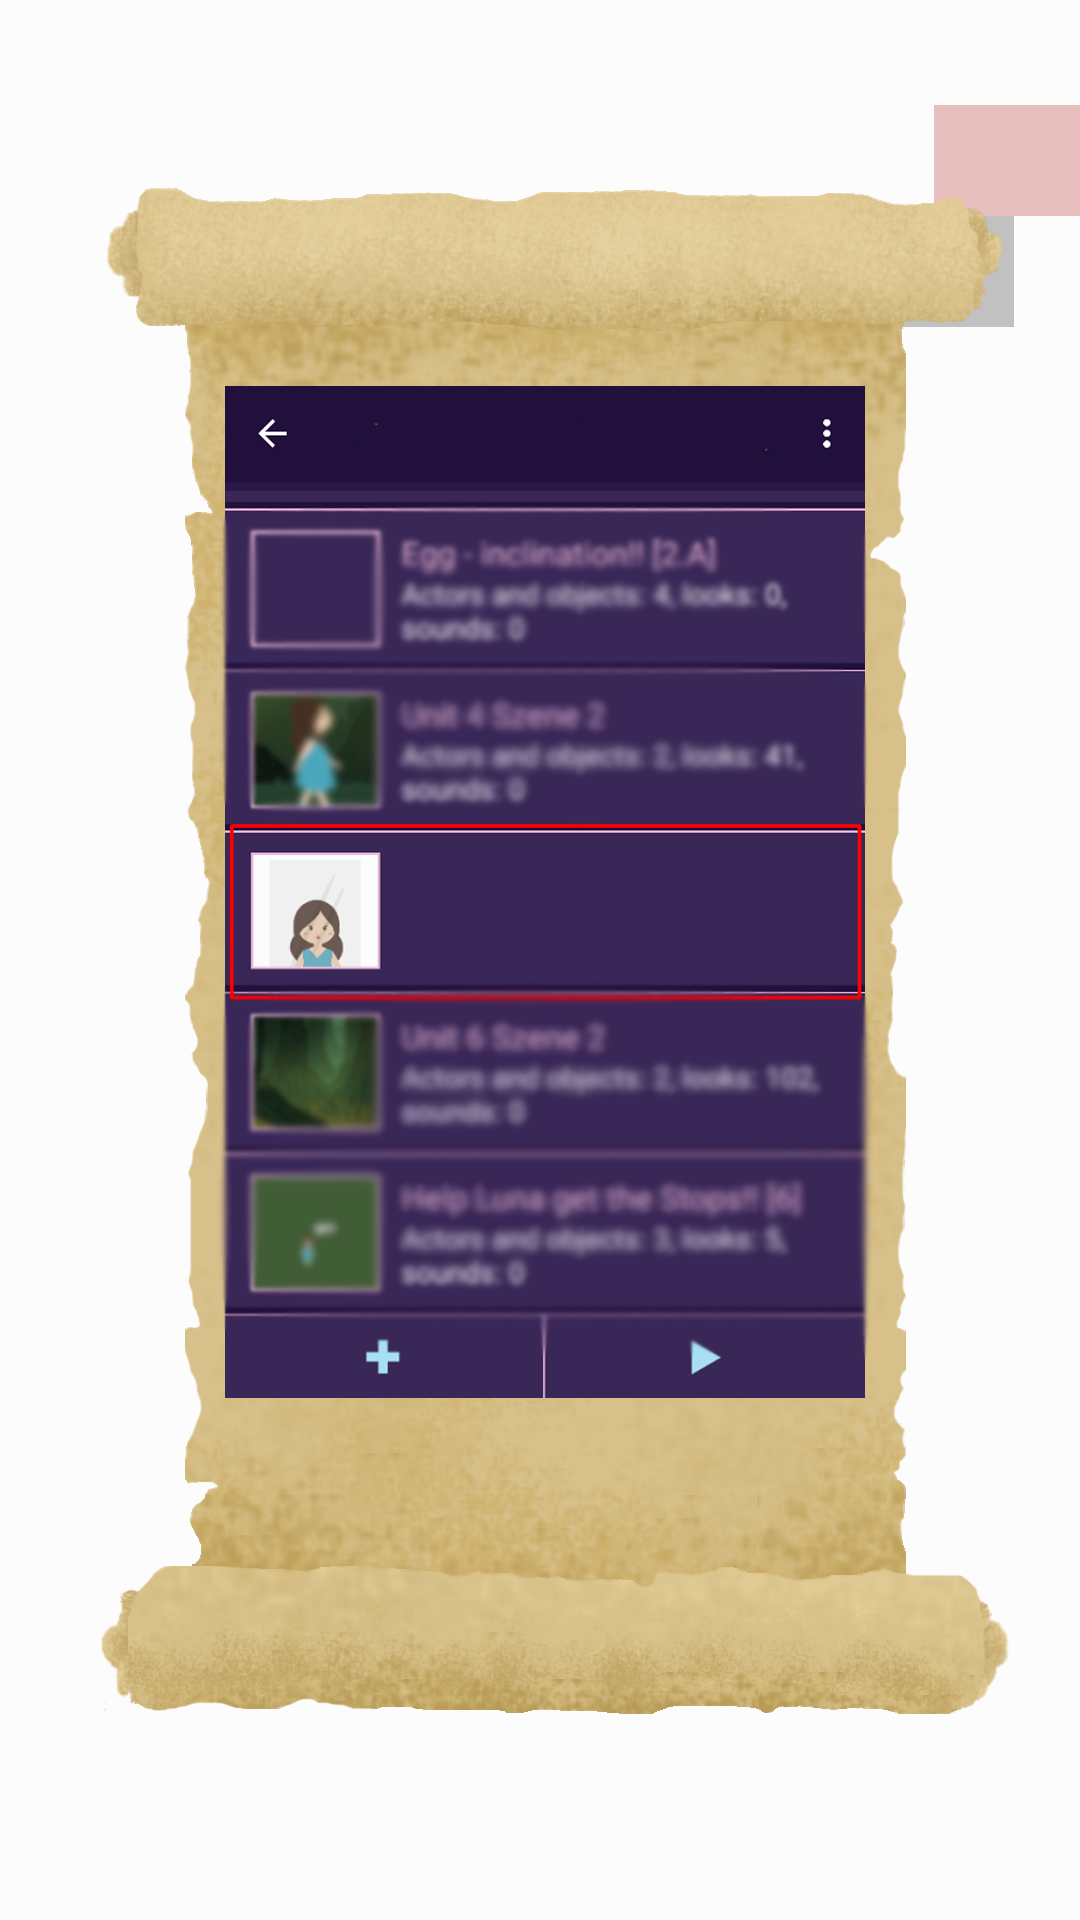 Egg - inclination!! [2.A]
Actors and objects: 4, looks: 0,
sounds: 0
Unit 4 Szene 2
Actors and objects: 2, looks: 41,
sounds: 0
Unit 6 Szene 2
Actors and objects: 2, looks: 102,
sounds: 0
Help Luna get the Stops!! [6]
Actors and objects: 3, looks: 5,
sounds: 0